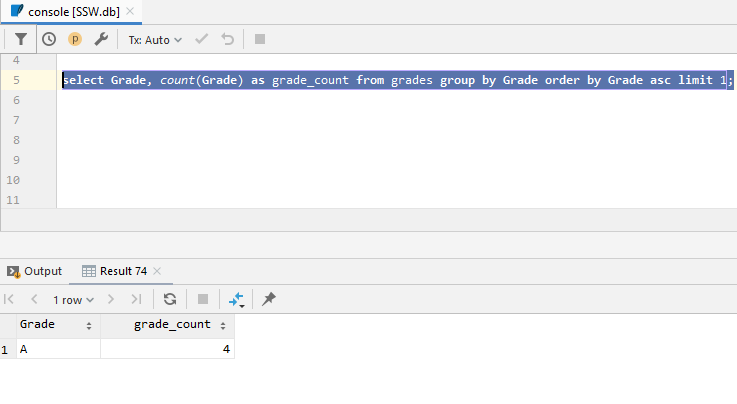 console [SSW.db]
p
Tx: Auto
4
5 select Grade, count(Grade) as grade_count from grades group by Grade order by Grade asc limit 1;
6
7
8
9
10
11
Output Result 74
1 row
Grade grade_count
1 A 4